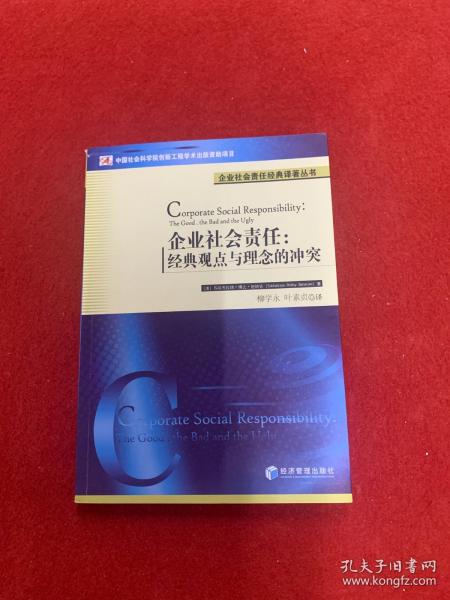 中国社会科学院创新工程学术出版资助项目
企业社会责任经典译著丛书
Corporate Social Responsibility:
The Good, the Bad and the Ugly
企业社会责任:
经典观点与理念的冲突
著
柳学永 叶素贞 译
Corporate Social Responsibility:
The Good, the Bad and the Ugly
经济管理出版社
孔夫子旧书网
www.kongfz.com